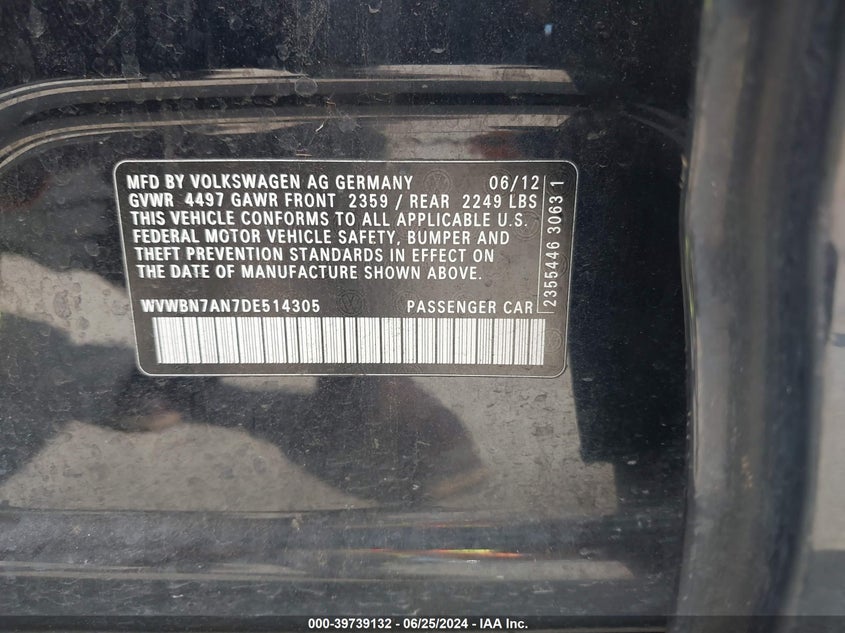 MFD BY VOLKSWAGEN AG GERMANY 06/12
GVWR 4497 GAWR FRONT 2359 / REAR 2249 LBS
THIS VEHICLE CONFORMS TO ALL APPLICABLE U.S.
FEDERAL MOTOR VEHICLE SAFETY, BUMPER AND
THEFT PREVENTION STANDARDS IN EFFECT ON
THE DATE OF MANUFACTURE SHOWN ABOVE.
WVWBN7AN7DE514305 PASSENGER CAR
2355446 3063 1
000-39739132 - 06/25/2024 - IAA Inc.